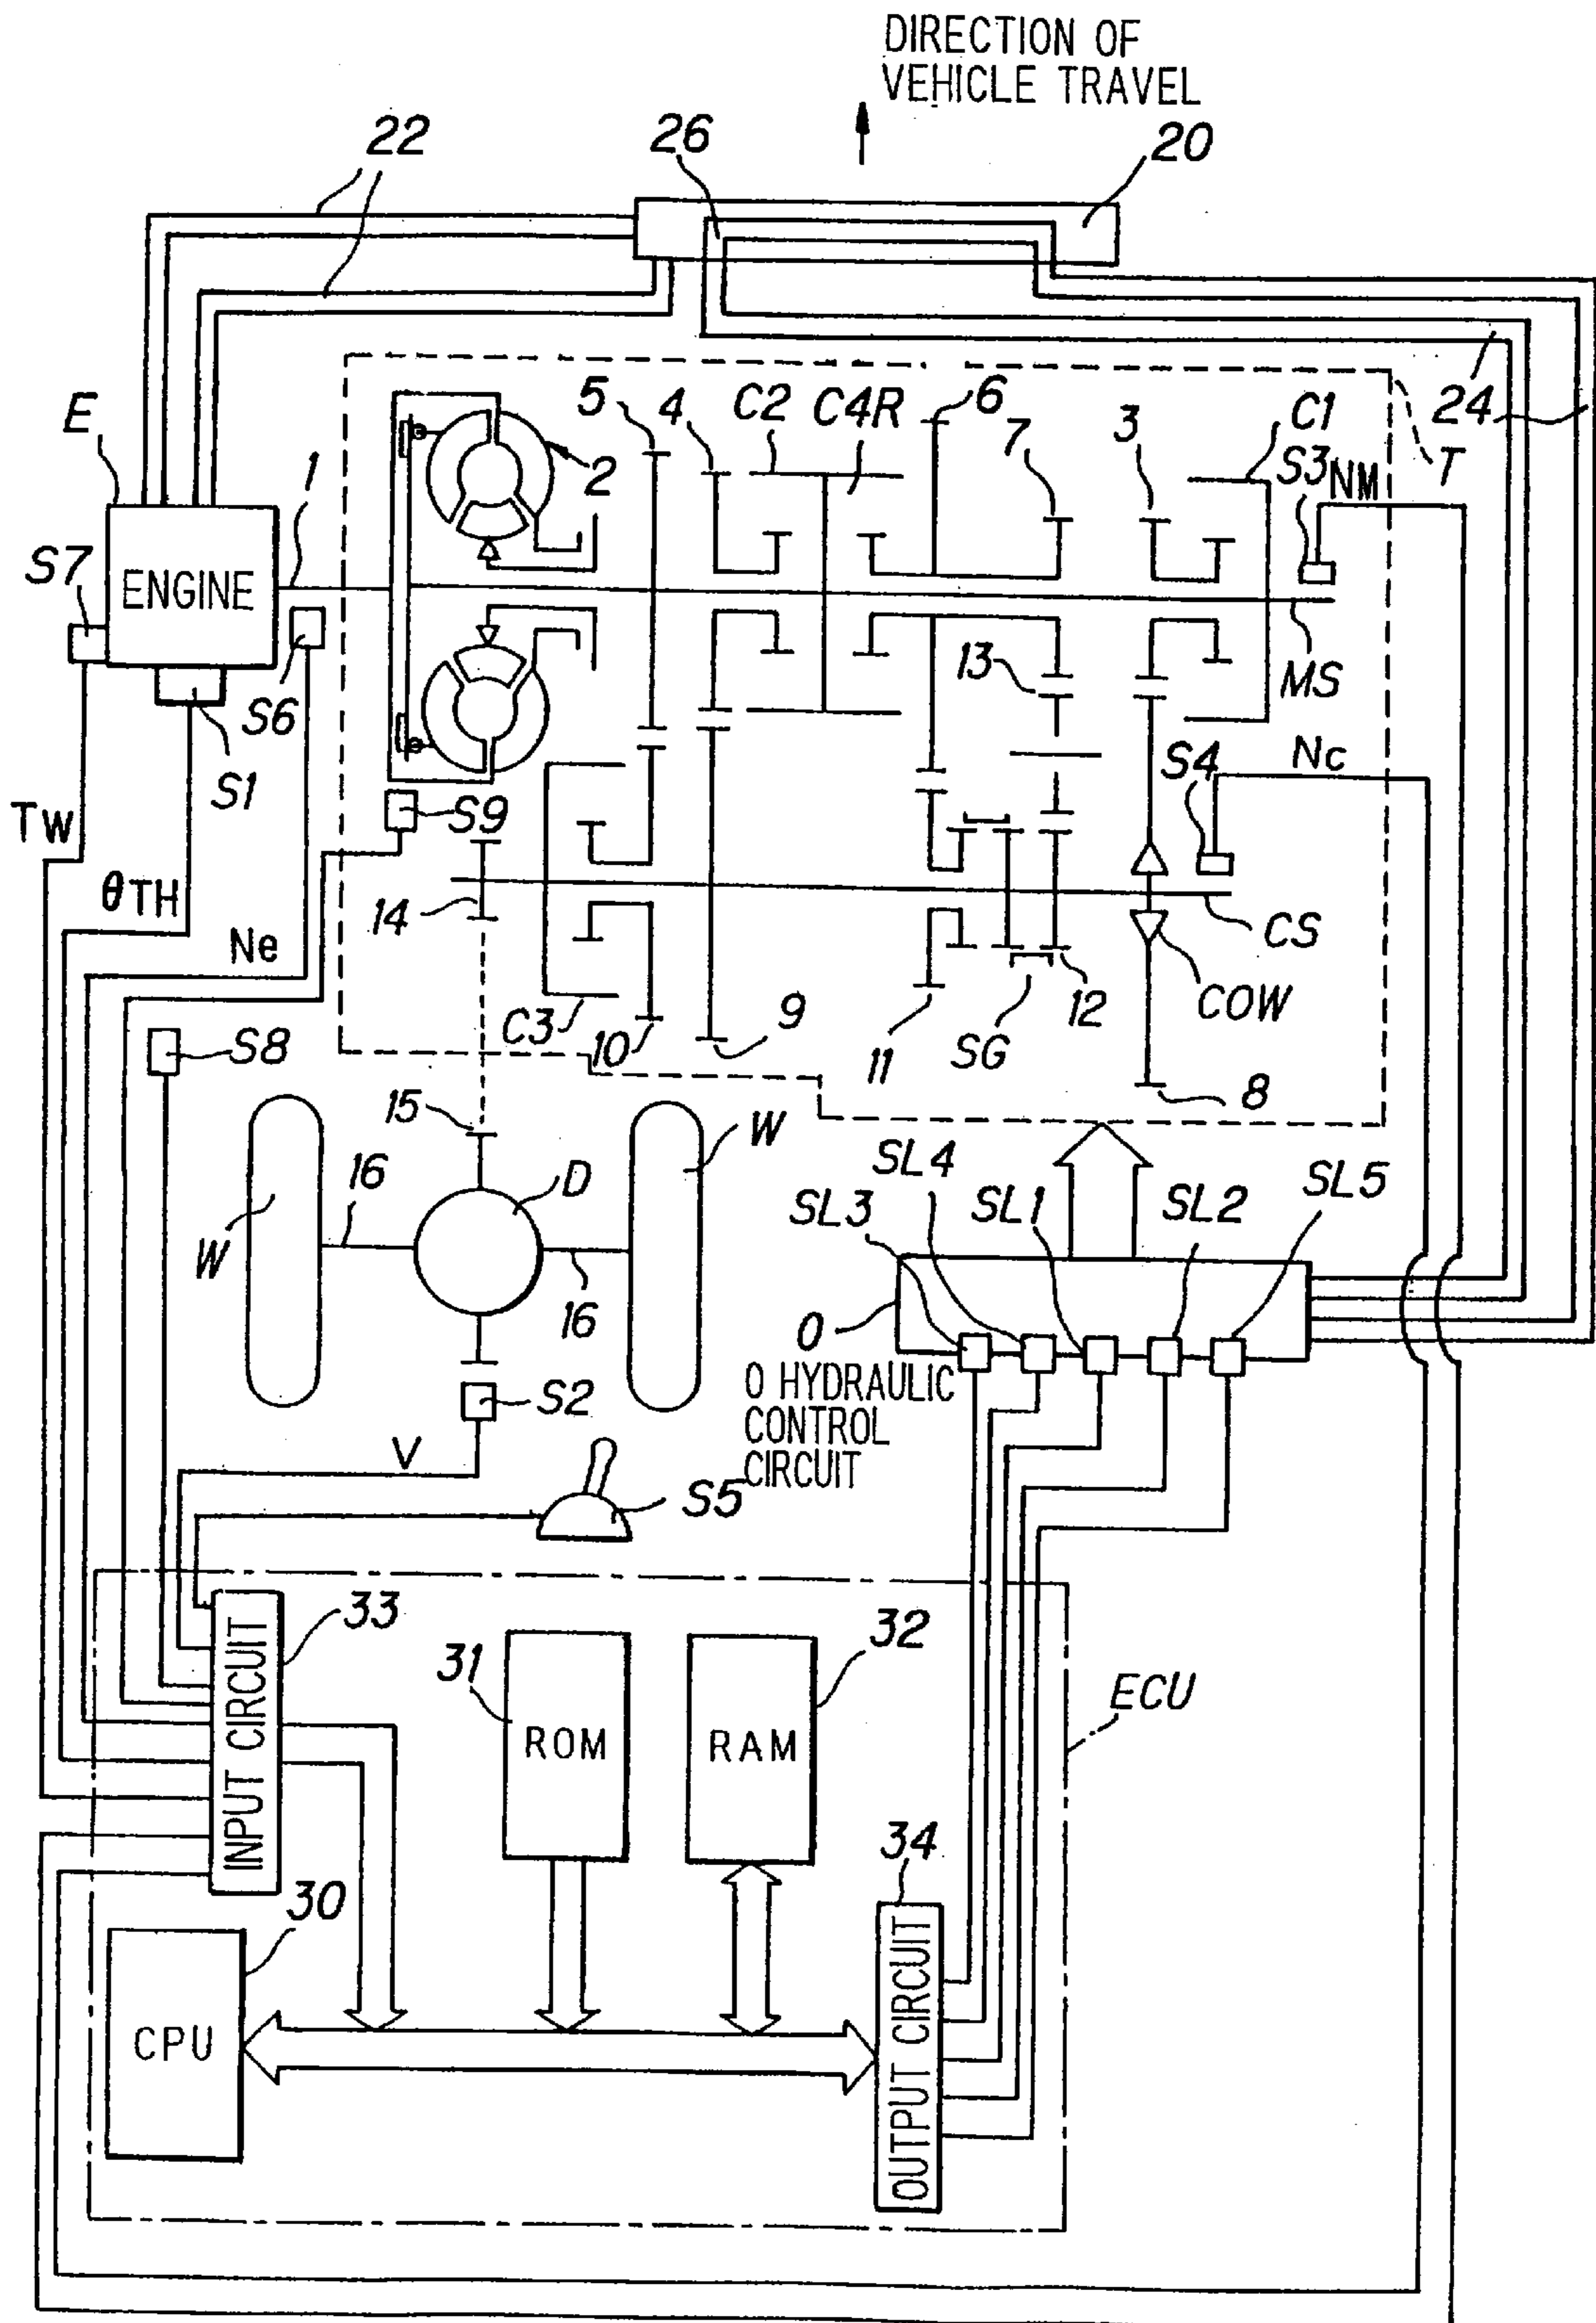 DIRECTION OF
VEHICLE TRAVEL
22
26
20
E
1
5
4
C2
C4R
6
7
3
C1
24
T
S3
NM
2
ENGINE
S7
S6
S1
13
MS
S4
Nc
TW
θTH
Ne
S9
14
C3
10
9
11
SG
12
COW
CS
8
S8
15
W
16
D
W
16
SL3
SL4
SL1
SL2
SL5
O
O HYDRAULIC
CONTROL
CIRCUIT
S2
V
S5
33
INPUT CIRCUIT
31
ROM
32
RAM
ECU
34
OUTPUT CIRCUIT
30
CPU